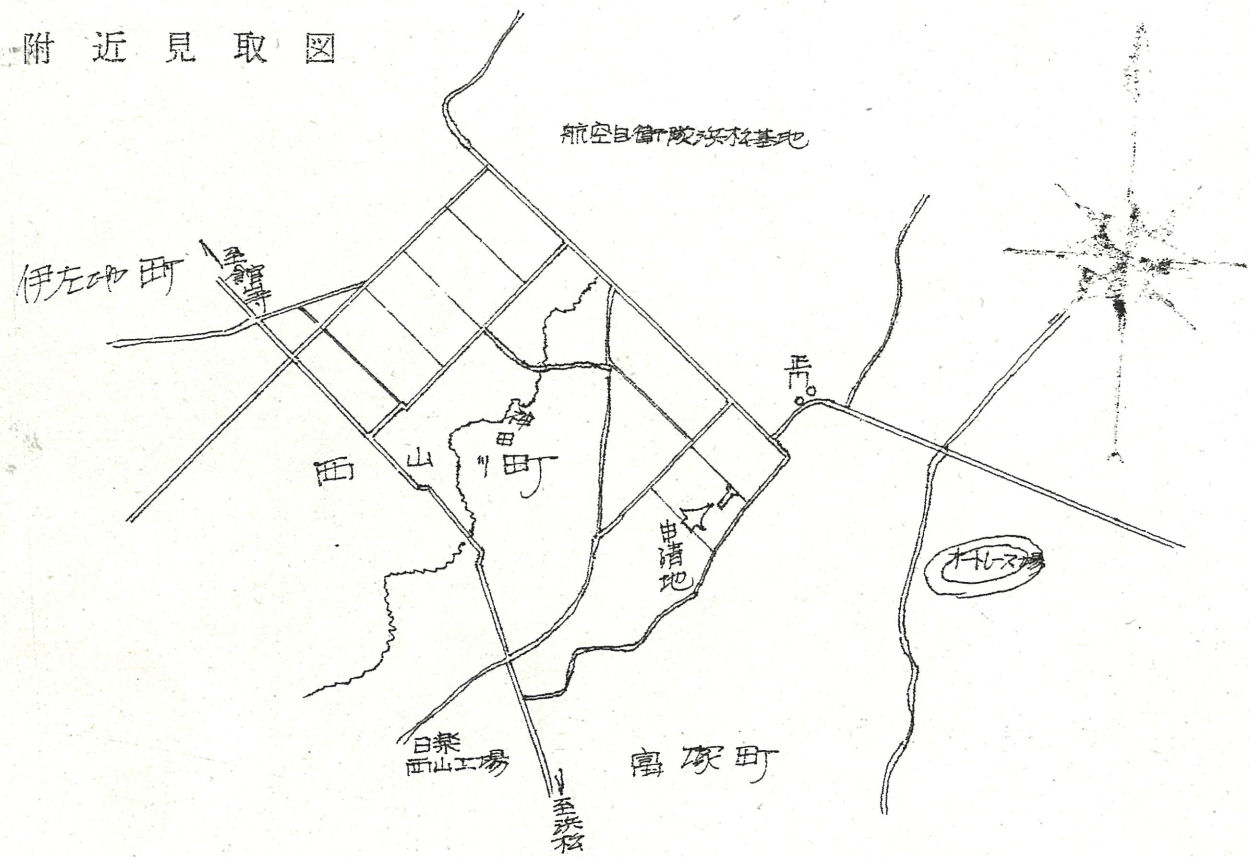 附近見取図
航空自衛隊浜松基地
至舘山寺
伊左地町
正門
神田川
西山町
申請地
オートレース場
日楽
西山工場
富塚町
至浜松